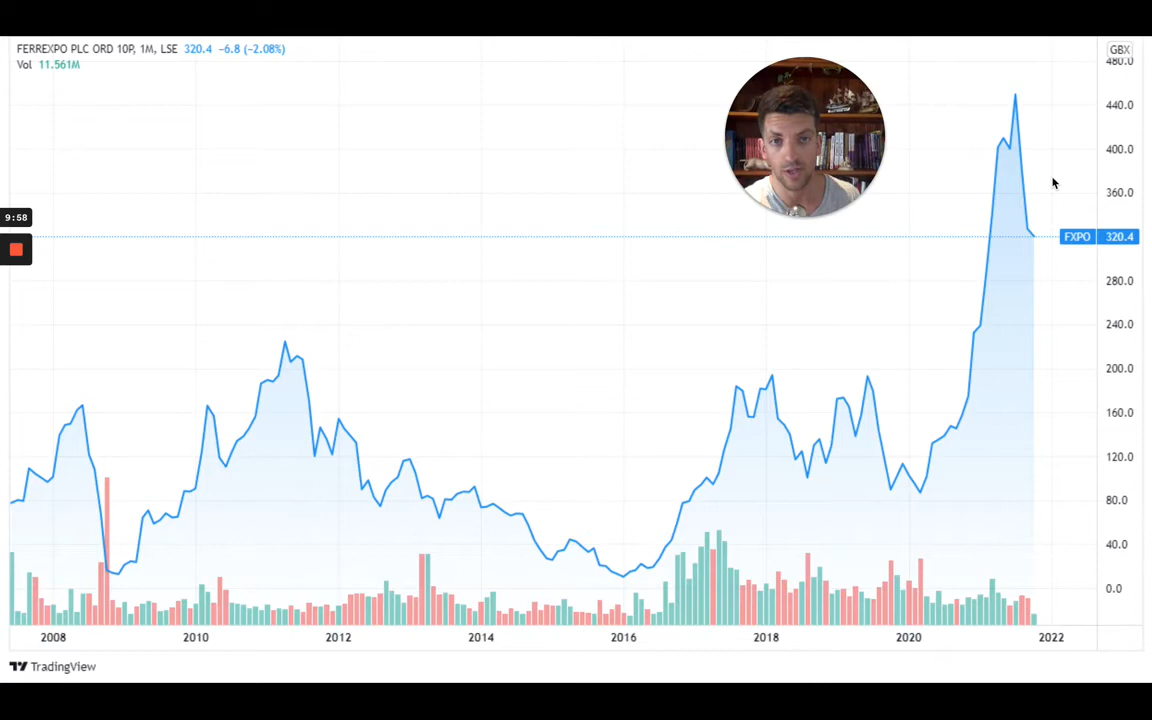 FERREXPO PLC ORD 10P, 1M, LSE 320.4 −6.8 (−2.08%)
Vol 11.561M
GBX
480.0
440.0
400.0
360.0
9:58
FXPO 320.4
280.0
240.0
200.0
160.0
120.0
80.0
40.0
0.0
2008 2010 2012 2014 2016 2018 2020 2022
TradingView